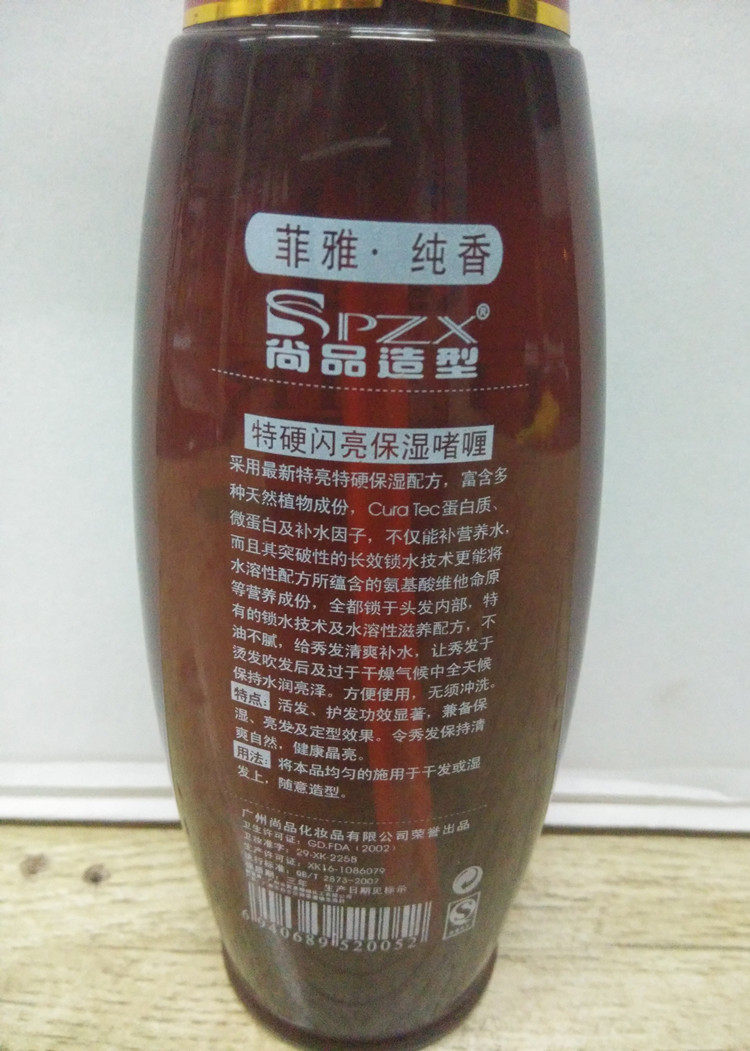 菲雅·纯香
SPZX®
尚品造型
特硬闪亮保湿啫喱
采用最新特亮特硬保湿配方，富含多
种天然植物成份，Cura Tec蛋白质、
微蛋白及补水因子，不仅能补营养水，
而且其突破性的长效锁水技术更能将
水溶性配方所蕴含的氨基酸维他命原
等营养成份，全都锁于头发内部，特
有的锁水技术及水溶性滋养配方，不
油不腻，给秀发清爽补水，让秀发于
烫发吹发后及过于干燥气候中全天候
保持水润亮泽。方便使用，无须冲洗。
特点：活发、护发功效显著，兼备保
湿、亮发及定型效果。令秀发保持清
爽自然，健康晶亮。
用法：将本品均匀的施用于干发或湿
发上，随意造型。
广州尚品化妆品有限公司荣誉出品
卫生许可证：GD.FDA（2002）
卫妆准字：29-XK-2258
生产许可证：XK16-1086079
执行标准：QB/T 2873-2007
三年 生产日期见标示
6940689520052